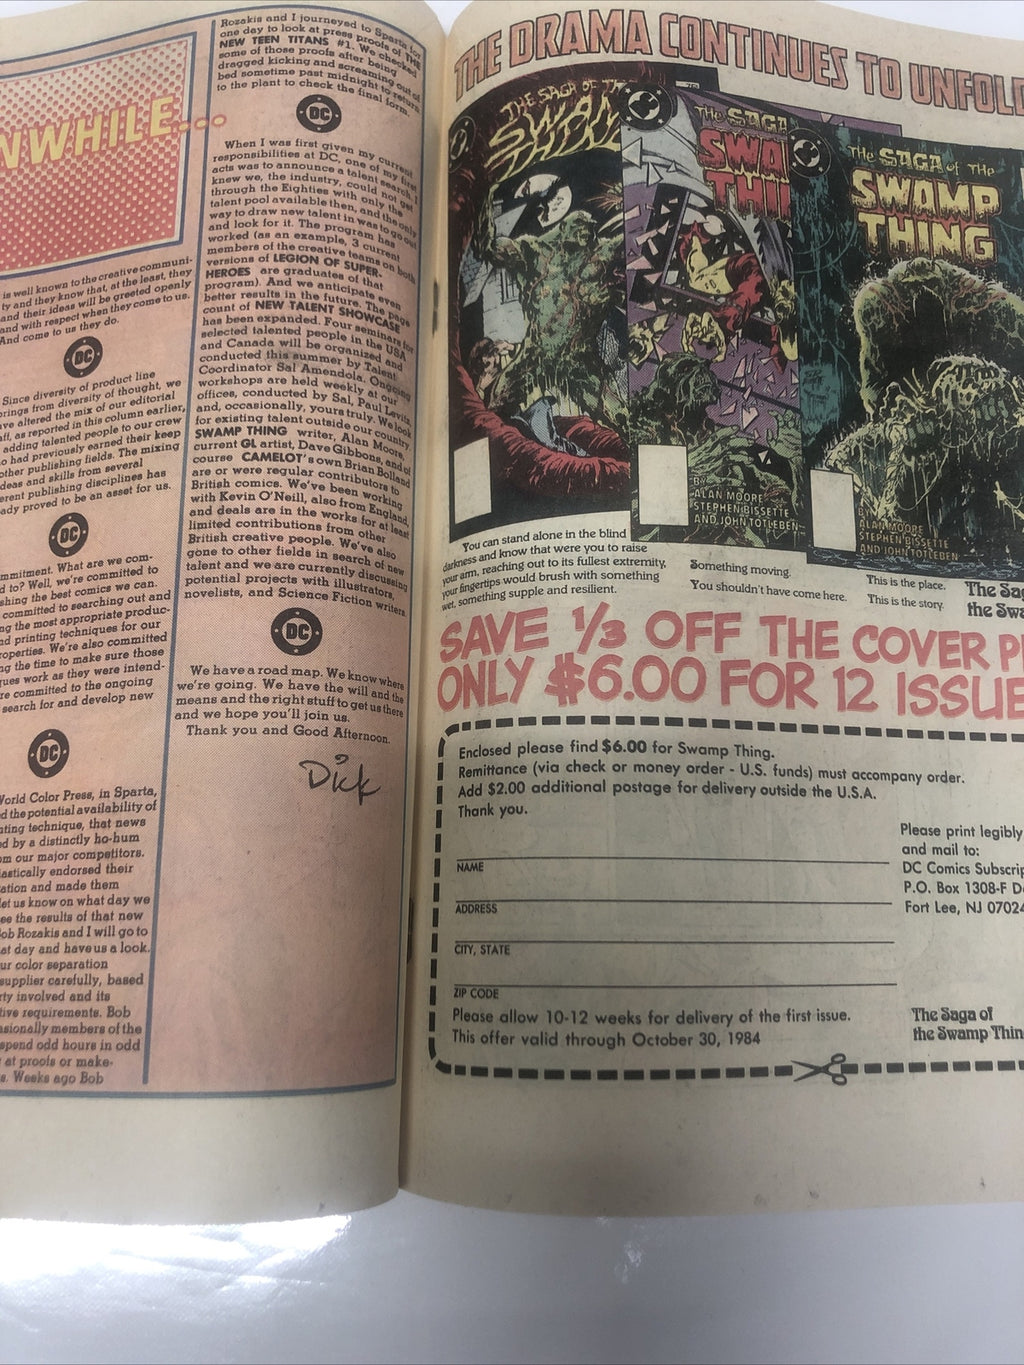 NWHILE...
is well known to the creative communi-
ty and they know that, at the least, they
and their ideas will be greeted openly
and with respect when they come to us.
And come to us they do.
DC
Since diversity of product line
rings from diversity of thought, we
ve altered the mix of our editorial
ff, as reported in this column earlier,
adding talented people to our crew
o had previously earned their keep
other publishing fields. The mixing
deas and skills from several
erent publishing disciplines has
ady proved to be an asset for us.
DC
mmitment. What are we com-
d to? Well, we're committed to
shing the best comics we can.
committed to searching out and
ng the most appropriate produc-
nd printing techniques for our
roperties. We're also committed
ng the time to make sure those
ques work as they were intend-
re committed to the ongoing
search for and develop new
DC
World Color Press, in Sparta,
d the potential availability of
nting technique, that news
ed by a distinctly ho-hum
om our major competitors.
iastically endorsed their
ration and made them
let us know on what day we
ee the results of that new
Bob Rozakis and I will go to
at day and have us a look.
ur color separation
supplier carefully, based
rty involved and its
tive requirements. Bob
asionally members of the
spend odd hours in odd
at proofs or make-
s. Weeks ago Bob
Rozakis and I journeyed to Sparta for
one day to look at press proofs of THE
NEW TEEN TITANS #1. We checked
some of those proofs after being
dragged kicking and screaming out of
bed sometime past midnight to return
to the plant to check the final form.
DC
When I was first given my current
responsibilities at DC, one of my first
acts was to announce a talent search. I
knew we, the industry, could not get
through the Eighties with only the
talent pool available then, and the only
way to draw new talent in was to go out
and look for it. The program has
worked (as an example, 3 current
members of the creative teams on both
versions of LEGION OF SUPER-
HEROES are graduates of that
program). And we anticipate even
better results in the future. The page
count of NEW TALENT SHOWCASE
has been expanded. Four seminars for
selected talented people in the USA
and Canada will be organized and
conducted this summer by Talent
Coordinator Sal Amendola. Ongoing
workshops are held weekly at our
offices, conducted by Sal, Paul Levitz,
and, occasionally, yours truly. We look
for existing talent outside our country.
SWAMP THING writer, Alan Moore,
current GL artist, Dave Gibbons, and of
course CAMELOT's own Brian Bolland
are or were regular contributors to
British comics. We've been working
with Kevin O'Neill, also from England,
and deals are in the works for at least
limited contributions from other
British creative people. We've also
gone to other fields in search of new
talent and we are currently discussing
potential projects with illustrators,
novelists, and Science Fiction writers.
DC
We have a road map. We know where
we're going. We have the will and the
means and the right stuff to get us there
and we hope you'll join us.
Thank you and Good Afternoon.
Dick
THE DRAMA CONTINUES TO UNFOLD
THE SAGA OF THE
SWAMP
THING
The SAGA
SWA
THI
BY
ALAN MOORE
STEPHEN BISSETTE
AND JOHN TOTLEBEN
The SAGA of THE
SWAMP
THING
BY
ALAN MOORE
STEPHEN BISSETTE
AND JOHN TOTLEBEN
You can stand alone in the blind
darkness and know that were you to raise
your arm, reaching out to its fullest extremity,
your fingertips would brush with something
wet, something supple and resilient.
Something moving.
You shouldn't have come here.
This is the place.
This is the story.
The Sag
the Swa
SAVE 1/3 OFF THE COVER P
ONLY $6.00 FOR 12 ISSUE
Enclosed please find $6.00 for Swamp Thing.
Remittance (via check or money order - U.S. funds) must accompany order.
Add $2.00 additional postage for delivery outside the U.S.A.
Thank you.
NAME
ADDRESS
CITY, STATE
ZIP CODE
Please print legibly
and mail to:
DC Comics Subscrip
P.O. Box 1308-F D
Fort Lee, NJ 07024
Please allow 10-12 weeks for delivery of the first issue.
This offer valid through October 30, 1984
The Saga of
the Swamp Thin